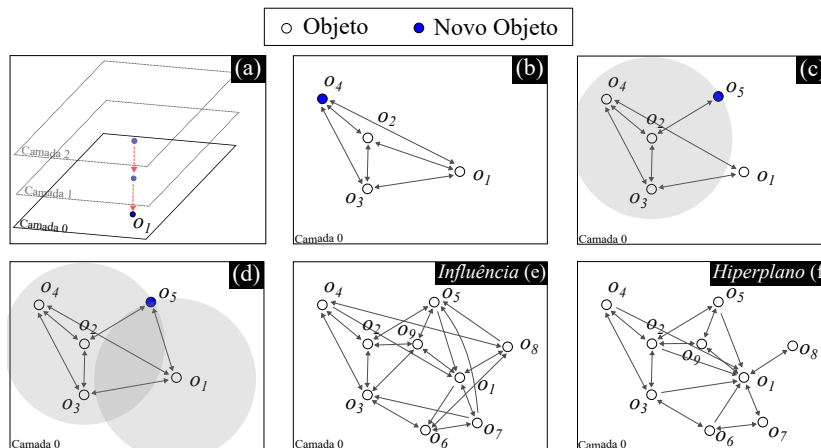 Objeto Novo Objeto
(a)
Camada 2
Camada 1
Camada 0
o1
(b)
o4
o2
o1
o3
Camada 0
(c)
o4
o5
o2
o1
o3
Camada 0
(d)
o4
o5
o2
o1
o3
Camada 0
Influência (e)
o4
o5
o2
o9
o8
o1
o3
o6
o7
Camada 0
Hiperplano (f
o4
o5
o2
o9
o8
o1
o3
o6
o7
Camada 0